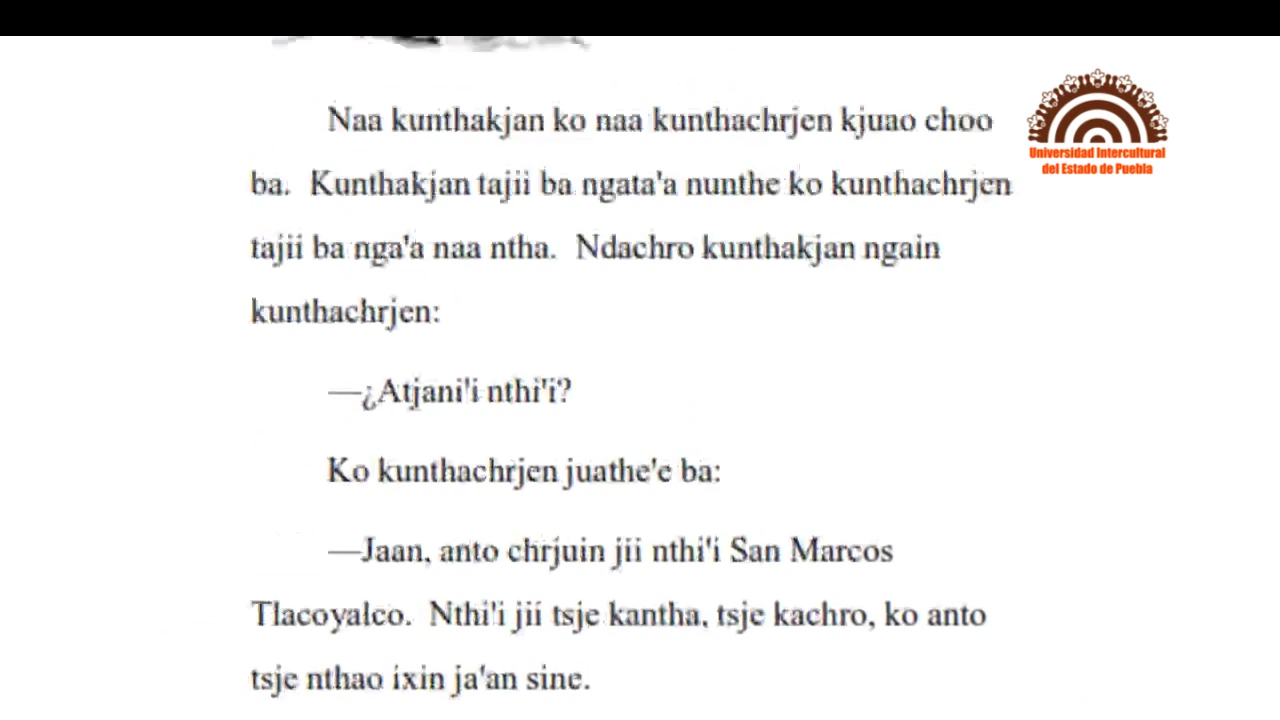 Naa kunthakjan ko naa kunthachrjen kjuao choo
ba. Kunthakjan tajii ba ngata'a nunthe ko kunthachrjen
tajii ba nga'a naa ntha. Ndachro kunthakjan ngain
kunthachrjen:
—¿Atjani'i nthi'i?
Ko kunthachrjen juathe'e ba:
—Jaan, anto chrjuin jii nthi'i San Marcos
Tlacoyalco. Nthi'i jii tsje kantha, tsje kachro, ko anto
tsje nthao ixin ja'an sine.
Universidad Intercultural
del Estado de Puebla